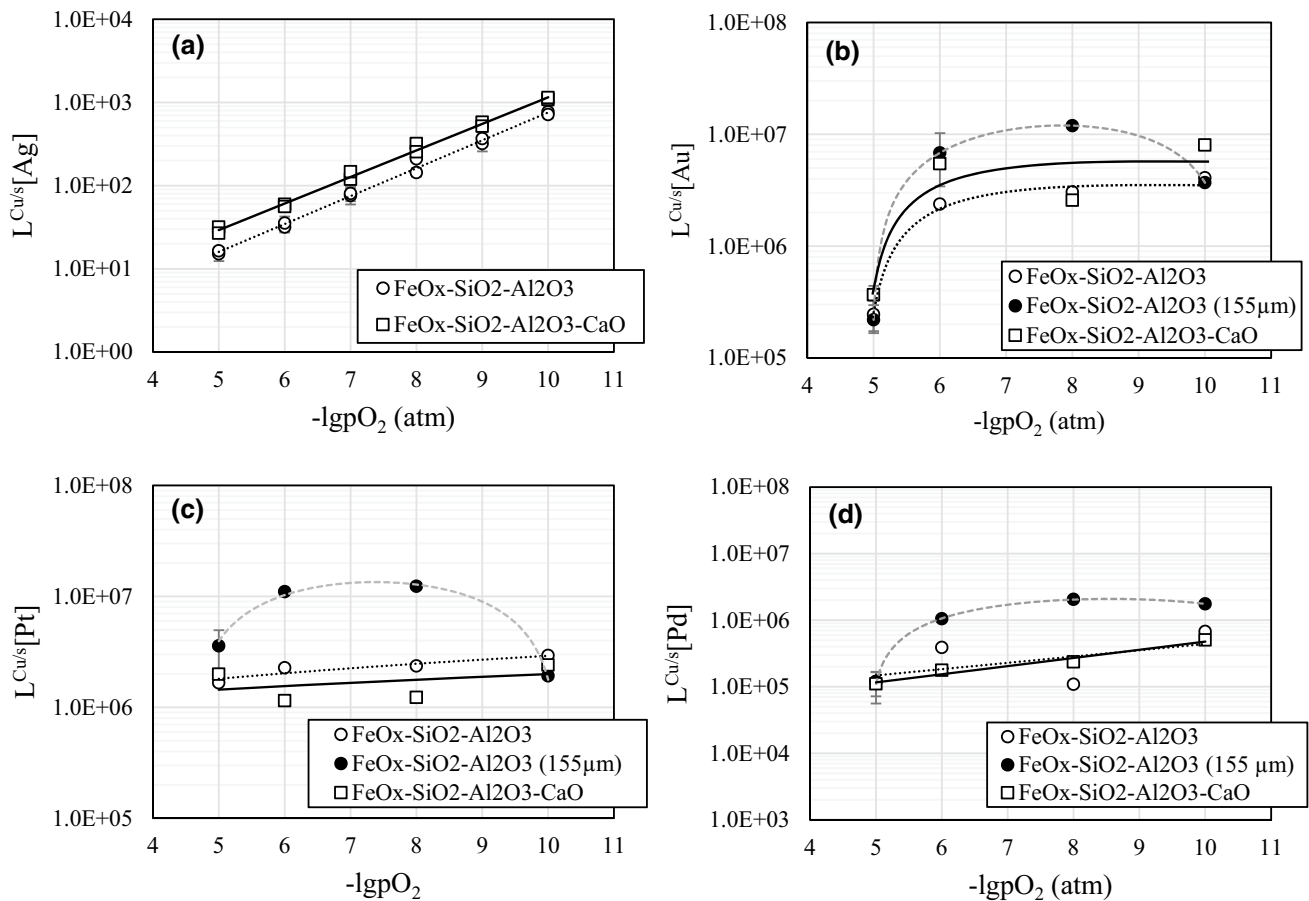 (a)
1.0E+04
1.0E+03
1.0E+02
1.0E+01
1.0E+00
L^Cu/s[Ag]
FeOx-SiO2-Al2O3
FeOx-SiO2-Al2O3-CaO
4 5 6 7 8 9 10 11
-lgpO₂ (atm)
(b)
1.0E+08
1.0E+07
1.0E+06
1.0E+05
L^Cu/s[Au]
FeOx-SiO2-Al2O3
FeOx-SiO2-Al2O3 (155µm)
FeOx-SiO2-Al2O3-CaO
4 5 6 7 8 9 10 11
-lgpO₂ (atm)
(c)
1.0E+08
1.0E+07
1.0E+06
1.0E+05
L^Cu/s[Pt]
FeOx-SiO2-Al2O3
FeOx-SiO2-Al2O3 (155µm)
FeOx-SiO2-Al2O3-CaO
4 5 6 7 8 9 10 11
-lgpO₂
(d)
1.0E+08
1.0E+07
1.0E+06
1.0E+05
1.0E+04
1.0E+03
L^Cu/s[Pd]
FeOx-SiO2-Al2O3
FeOx-SiO2-Al2O3 (155 µm)
FeOx-SiO2-Al2O3-CaO
4 5 6 7 8 9 10 11
-lgpO₂ (atm)